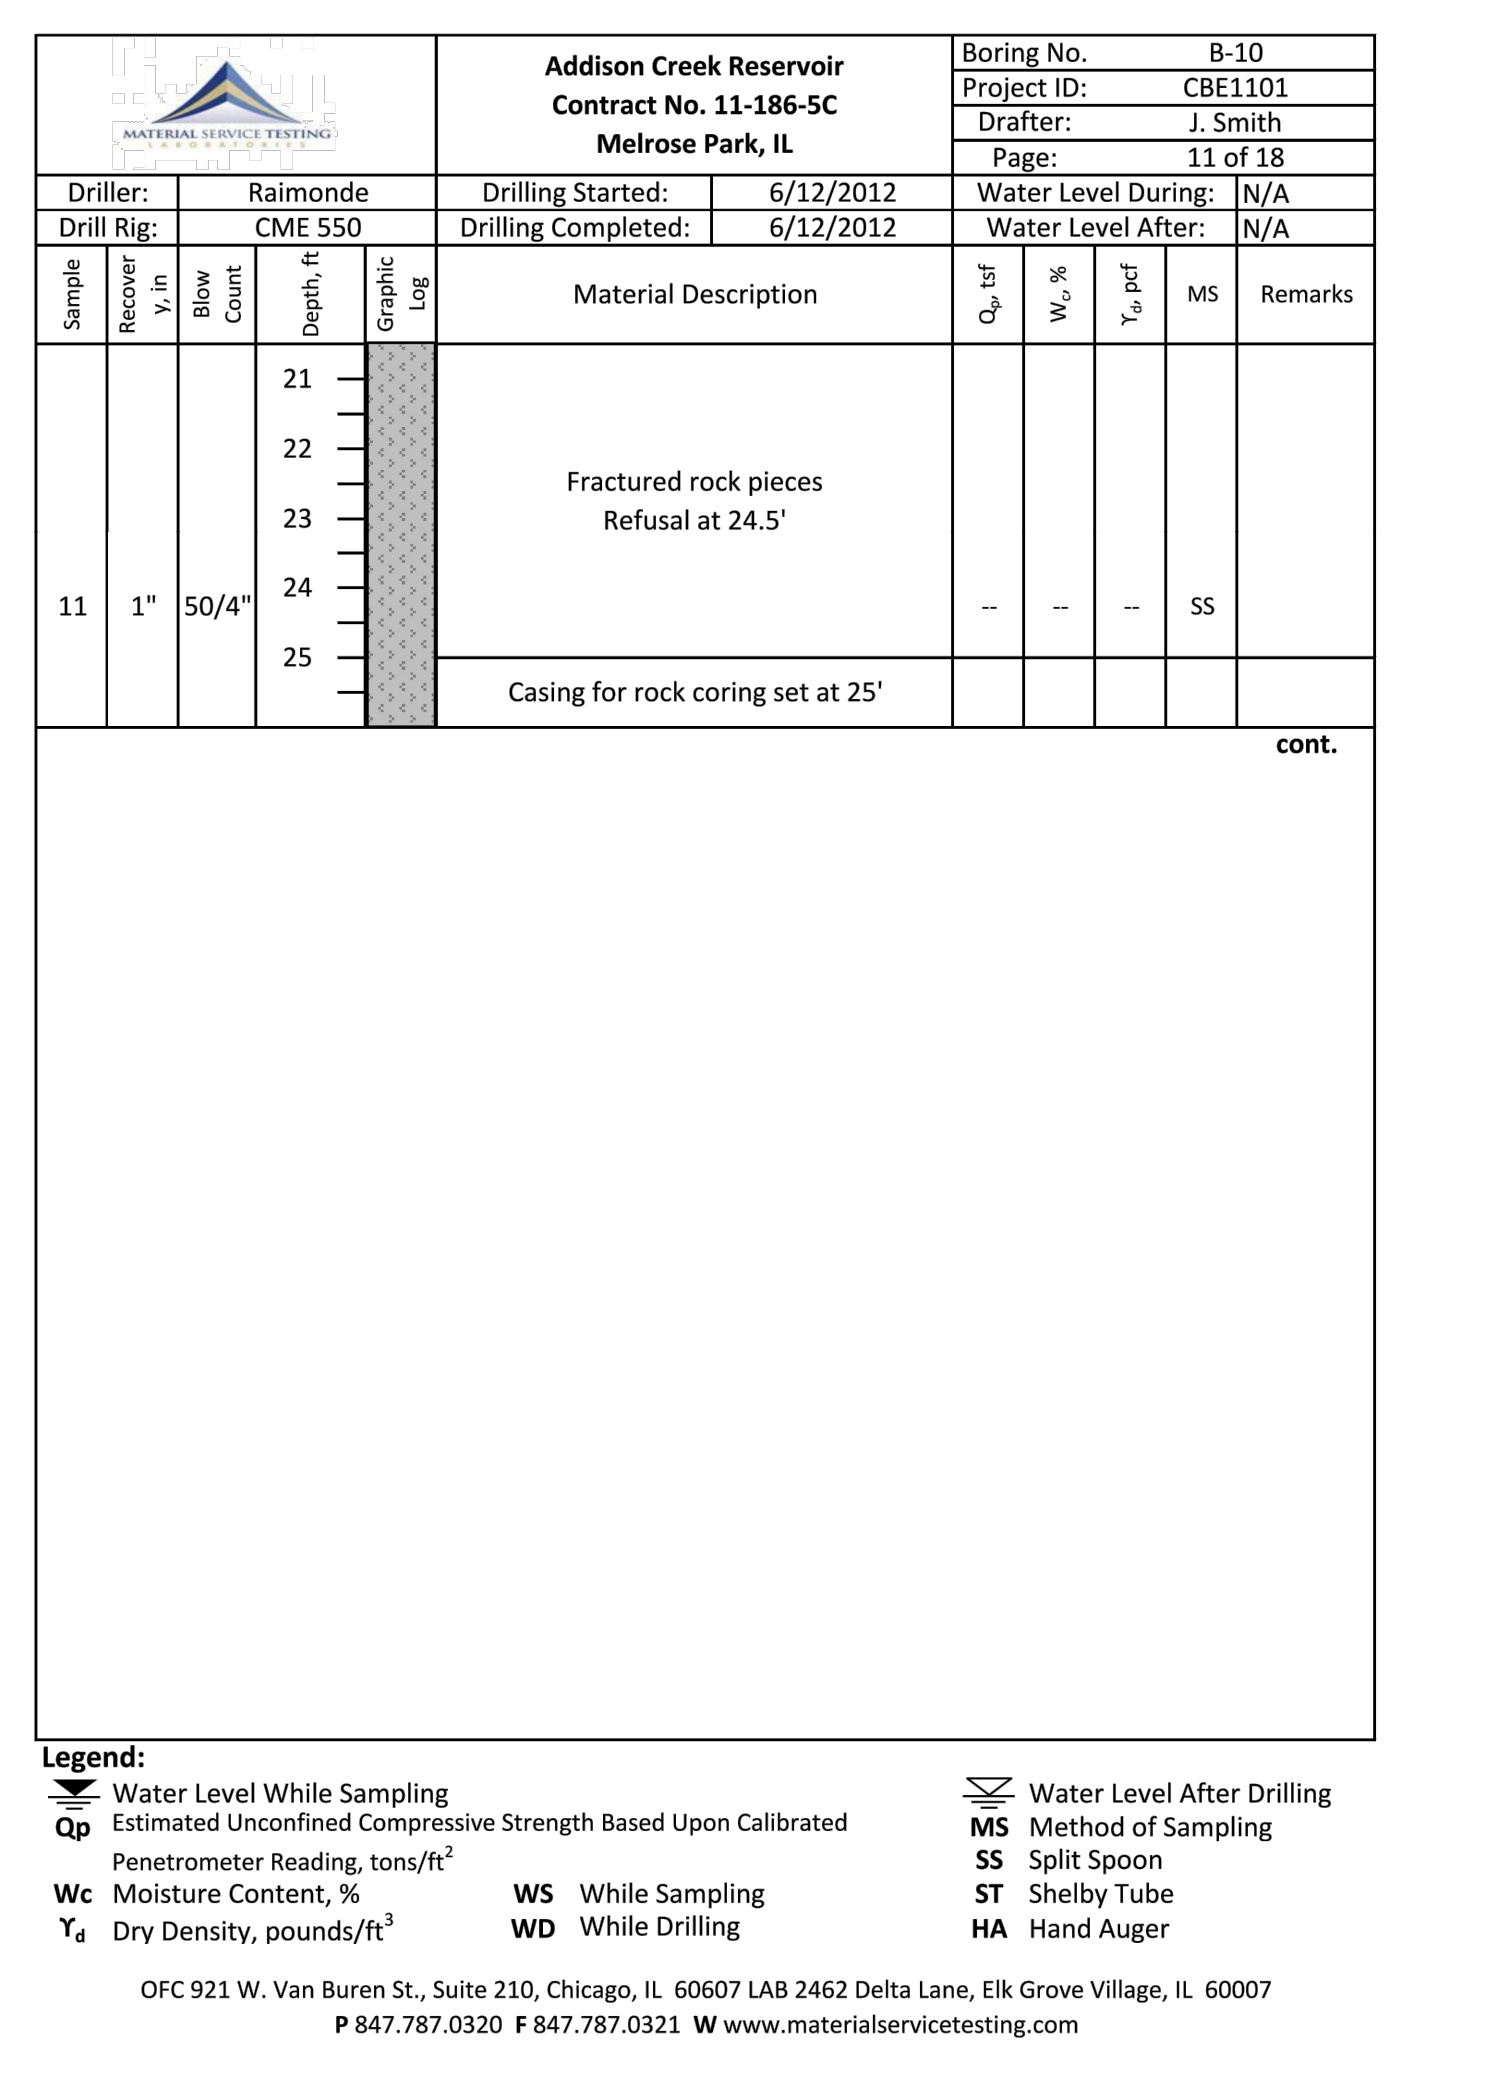 MATERIAL SERVICE TESTING
LABORATORIES
Addison Creek Reservoir
Contract No. 11-186-5C
Melrose Park, IL
Boring No. B-10
Project ID: CBE1101
Drafter: J. Smith
Page: 11 of 18
Driller: Raimonde Drilling Started: 6/12/2012 Water Level During: N/A
Drill Rig: CME 550 Drilling Completed: 6/12/2012 Water Level After: N/A
Sample
Recover
y, in
Blow
Count
Depth, ft
Graphic
Log
Material Description
Qp, tsf
Wc, %
ϒd, pcf
MS
Remarks
21
22
Fractured rock pieces
23
Refusal at 24.5'
24
11 1" 50/4" -- -- -- SS
25
Casing for rock coring set at 25'
cont.
Legend:
Water Level While Sampling
Qp Estimated Unconfined Compressive Strength Based Upon Calibrated
Penetrometer Reading, tons/ft²
Wc Moisture Content, %
ϒd Dry Density, pounds/ft³
WS While Sampling
WD While Drilling
Water Level After Drilling
MS Method of Sampling
SS Split Spoon
ST Shelby Tube
HA Hand Auger
OFC 921 W. Van Buren St., Suite 210, Chicago, IL 60607 LAB 2462 Delta Lane, Elk Grove Village, IL 60007
P 847.787.0320 F 847.787.0321 W www.materialservicetesting.com